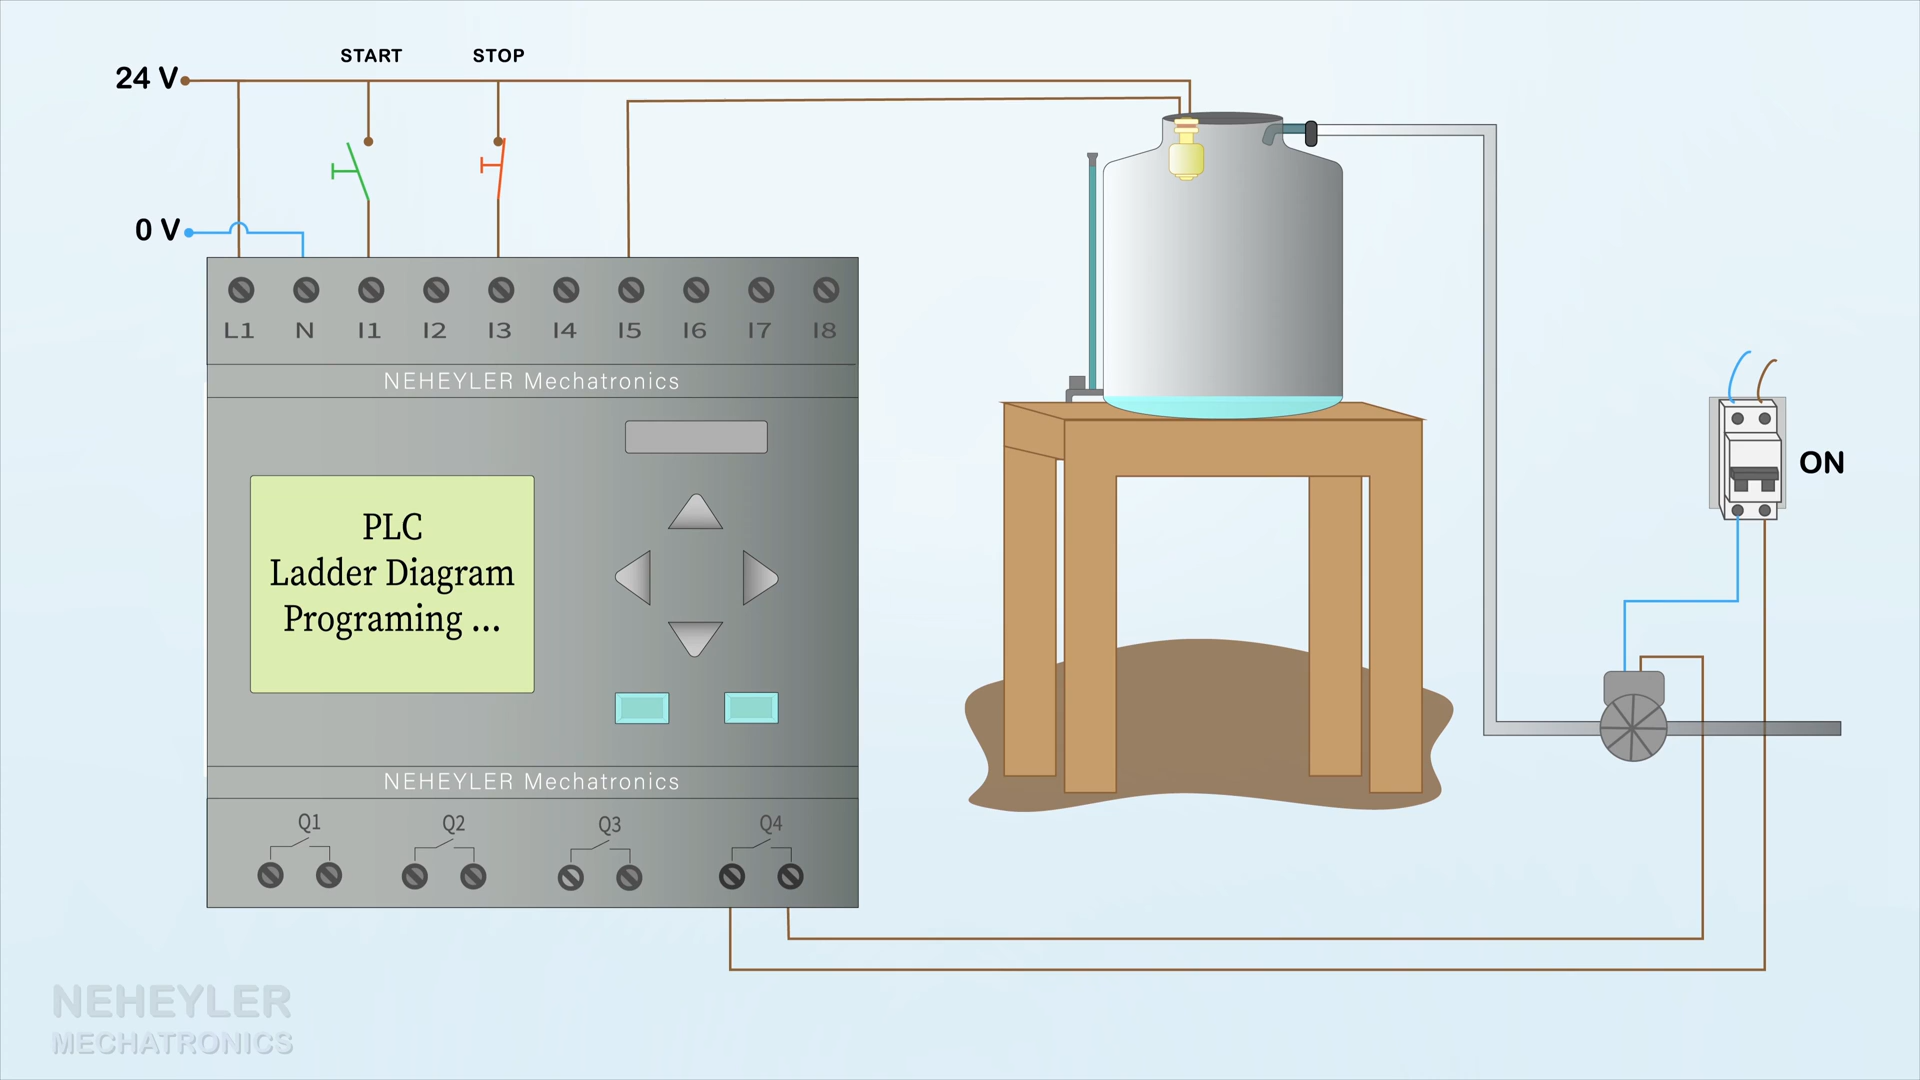 START STOP
24 V
0 V
L1 N I1 I2 I3 I4 I5 I6 I7 I8
NEHEYLER Mechatronics
PLC
Ladder Diagram
Programing ...
ON
NEHEYLER Mechatronics
Q1 Q2 Q3 Q4
NEHEYLER
MECHATRONICS